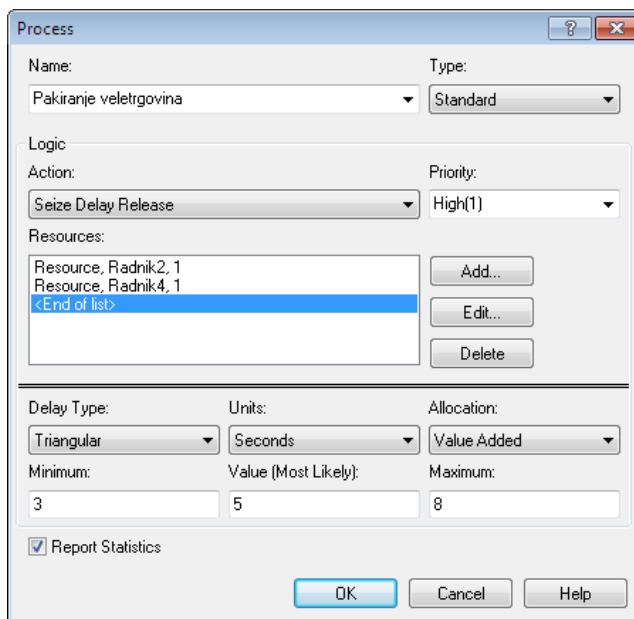 Process
Name: Type:
Pakiranje veletrgovina Standard
Logic
Action: Priority:
Seize Delay Release High(1)
Resources:
Resource, Radnik2, 1
Resource, Radnik4, 1
<End of list>
Add...
Edit...
Delete
Delay Type: Units: Allocation:
Triangular Seconds Value Added
Minimum: Value (Most Likely): Maximum:
3 5 8
Report Statistics
OK Cancel Help